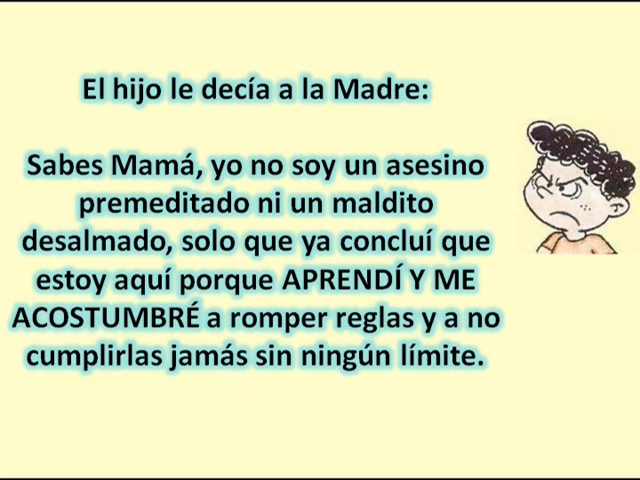 El hijo le decía a la Madre:
Sabes Mamá, yo no soy un asesino
premeditado ni un maldito
desalmado, solo que ya concluí que
estoy aquí porque APRENDÍ Y ME
ACOSTUMBRÉ a romper reglas y a no
cumplirlas jamás sin ningún límite.